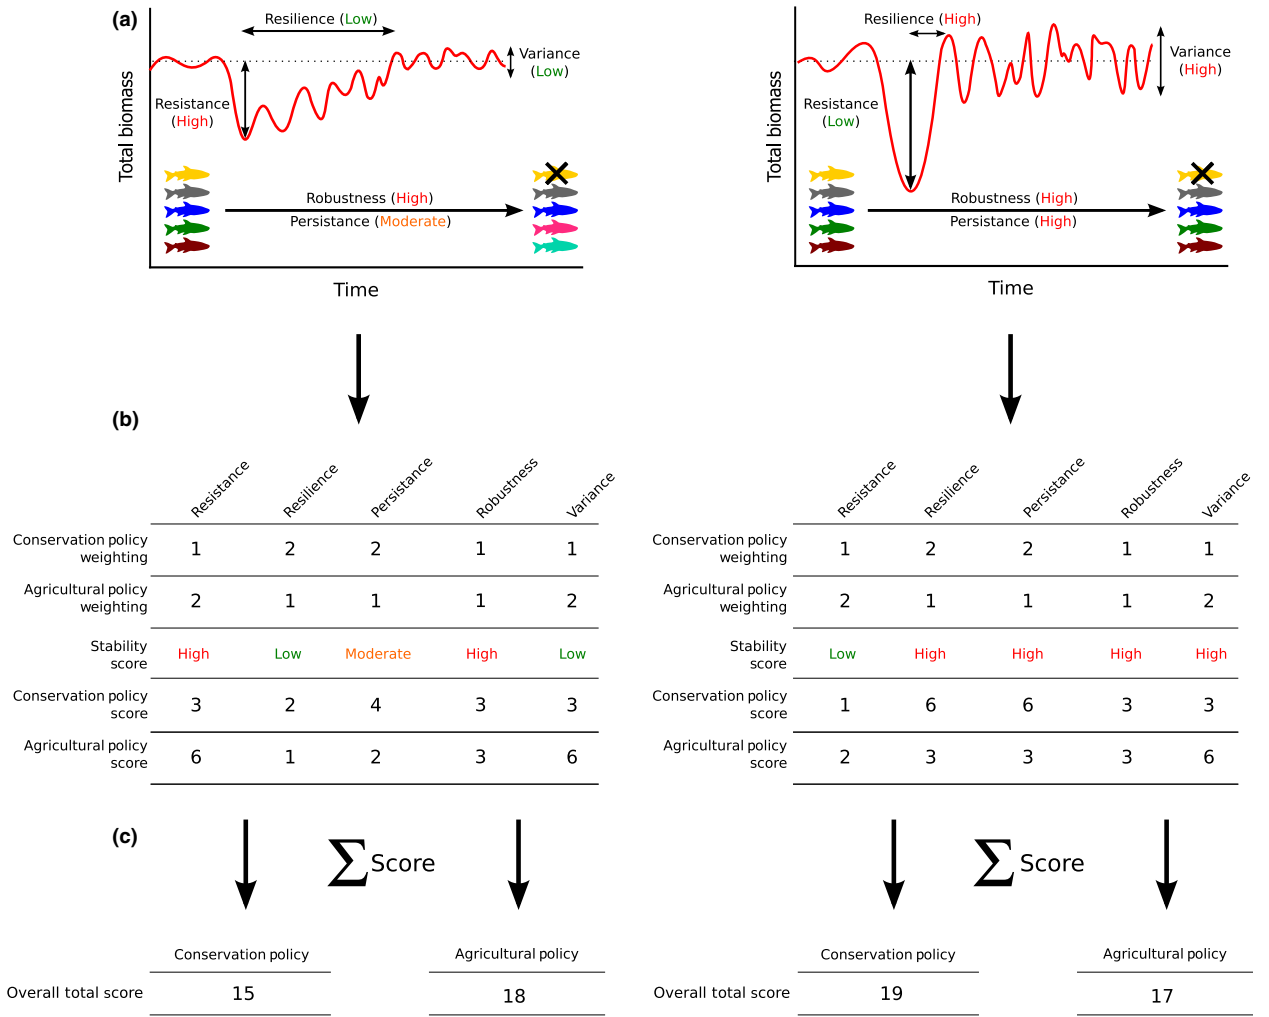 (a)
Resilience (Low)
Variance
(Low)
Resistance
(High)
Total biomass
Robustness (High)
Persistance (Moderate)
Time
Resilience (High)
Variance
(High)
Resistance
(Low)
Total biomass
Robustness (High)
Persistance (High)
Time
(b)
Resistance Resilience Persistance Robustness Variance
Conservation policy
weighting 1 2 2 1 1
Agricultural policy
weighting 2 1 1 1 2
Stability
score High Low Moderate High Low
Conservation policy
score 3 2 4 3 3
Agricultural policy
score 6 1 2 3 6
Resistance Resilience Persistance Robustness Variance
Conservation policy
weighting 1 2 2 1 1
Agricultural policy
weighting 2 1 1 1 2
Stability
score Low High High High High
Conservation policy
score 1 6 6 3 3
Agricultural policy
score 2 3 3 3 6
(c)
∑ Score
Conservation policy Agricultural policy
Overall total score 15 18
∑ Score
Conservation policy Agricultural policy
Overall total score 19 17